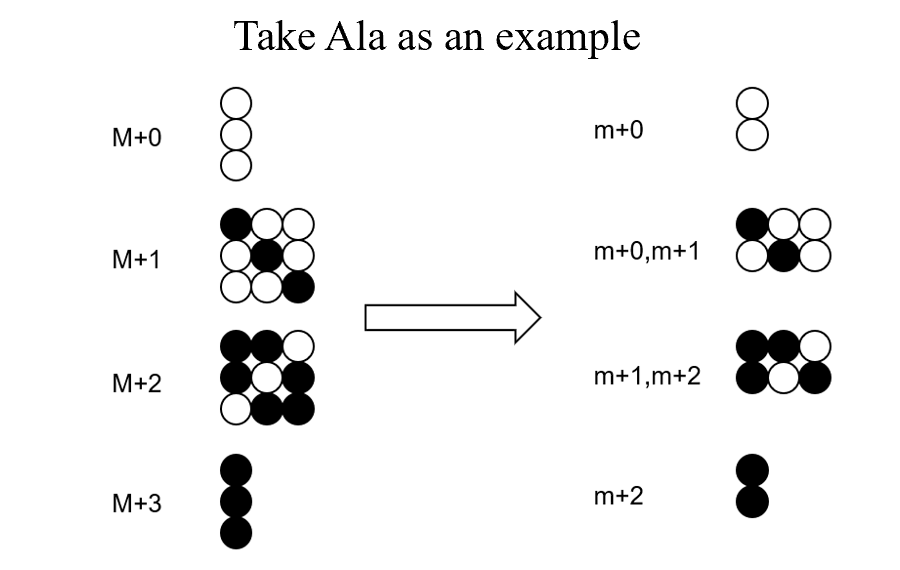 Take Ala as an example
M+0
m+0
M+1
m+0,m+1
M+2
m+1,m+2
M+3
m+2